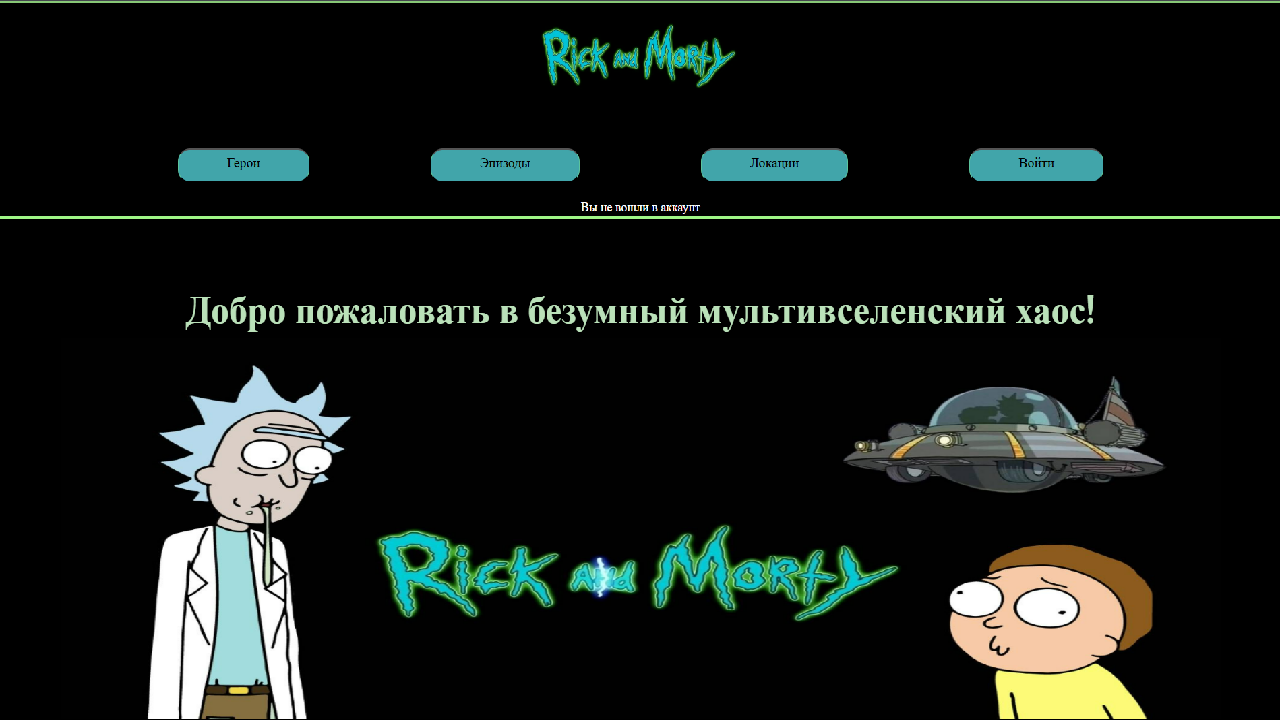 Rick and Morty
Герои
Эпизоды
Локации
Войти
Вы не вошли в аккаунт
Добро пожаловать в безумный мультивселенский хаос!
Rick and Morty